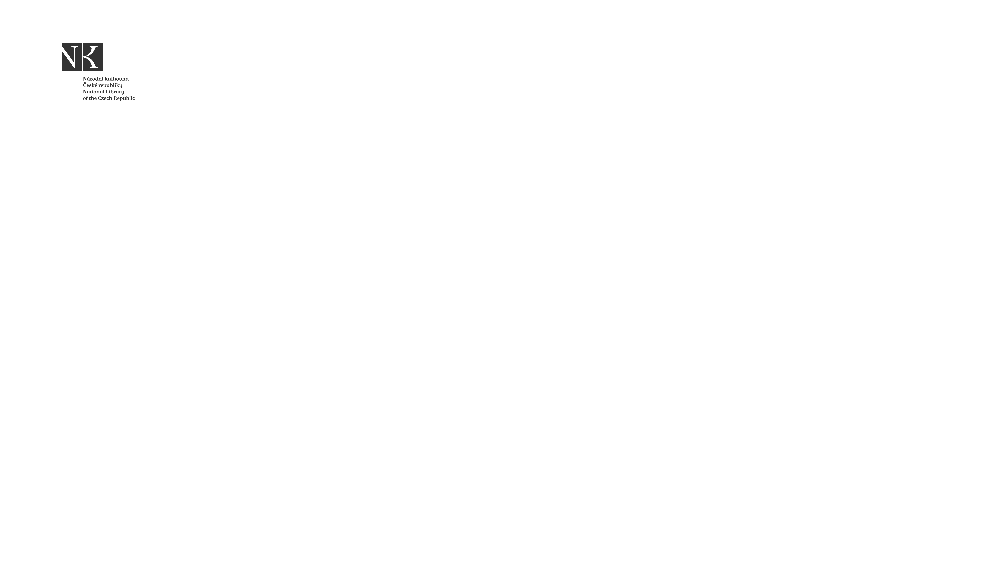 NK
Národní knihovna
České republiky
National Library
of the Czech Republic